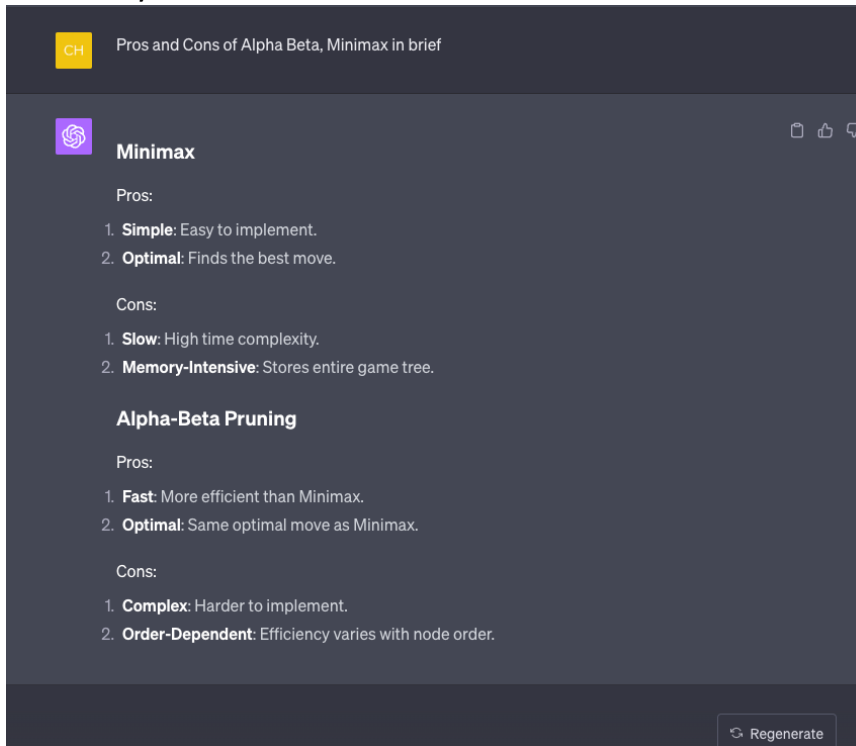 CH
Pros and Cons of Alpha Beta, Minimax in brief
Minimax
Pros:
1. Simple: Easy to implement.
2. Optimal: Finds the best move.
Cons:
1. Slow: High time complexity.
2. Memory-Intensive: Stores entire game tree.
Alpha-Beta Pruning
Pros:
1. Fast: More efficient than Minimax.
2. Optimal: Same optimal move as Minimax.
Cons:
1. Complex: Harder to implement.
2. Order-Dependent: Efficiency varies with node order.
Regenerate